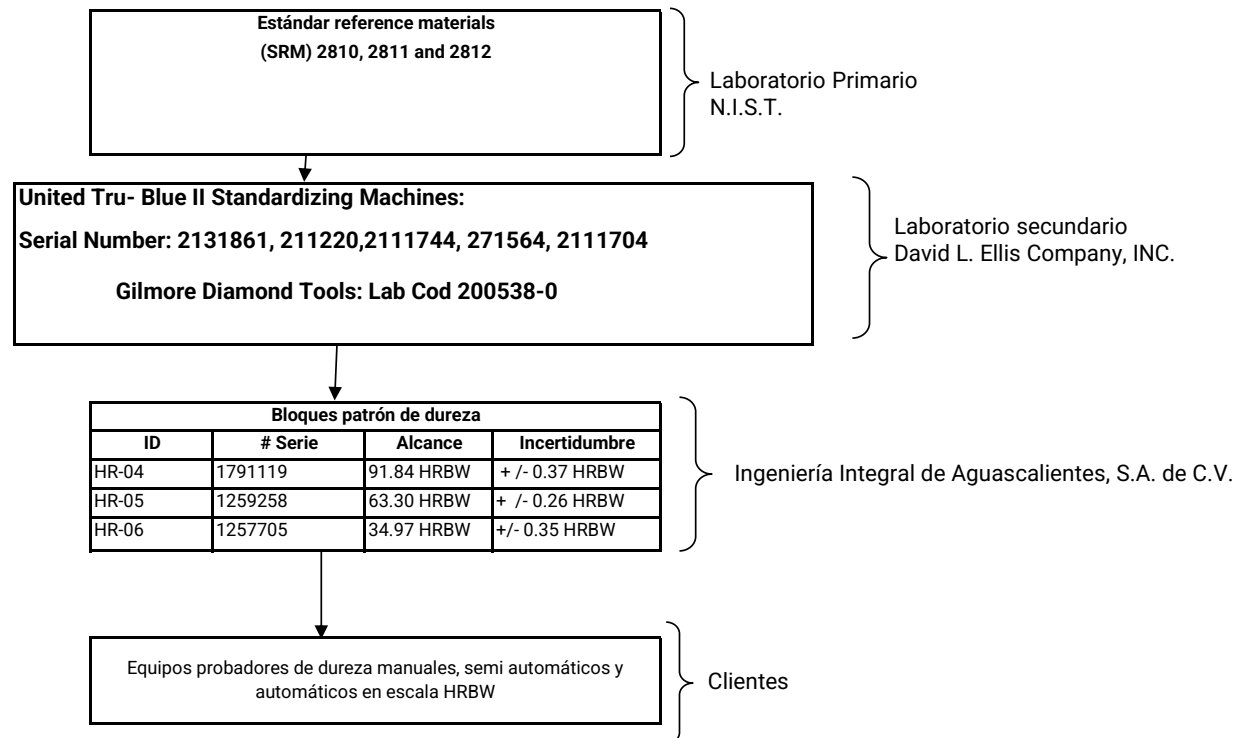 Estándar reference materials
(SRM) 2810, 2811 and 2812
Laboratorio Primario
N.I.S.T.
United Tru- Blue II Standardizing Machines:
Serial Number: 2131861, 211220,2111744, 271564, 2111704
Gilmore Diamond Tools: Lab Cod 200538-0
Laboratorio secundario
David L. Ellis Company, INC.
Bloques patrón de dureza
ID # Serie Alcance Incertidumbre
HR-04 1791119 91.84 HRBW + /- 0.37 HRBW
HR-05 1259258 63.30 HRBW + /- 0.26 HRBW
HR-06 1257705 34.97 HRBW +/- 0.35 HRBW
Ingeniería Integral de Aguascalientes, S.A. de C.V.
Equipos probadores de dureza manuales, semi automáticos y
automáticos en escala HRBW
Clientes